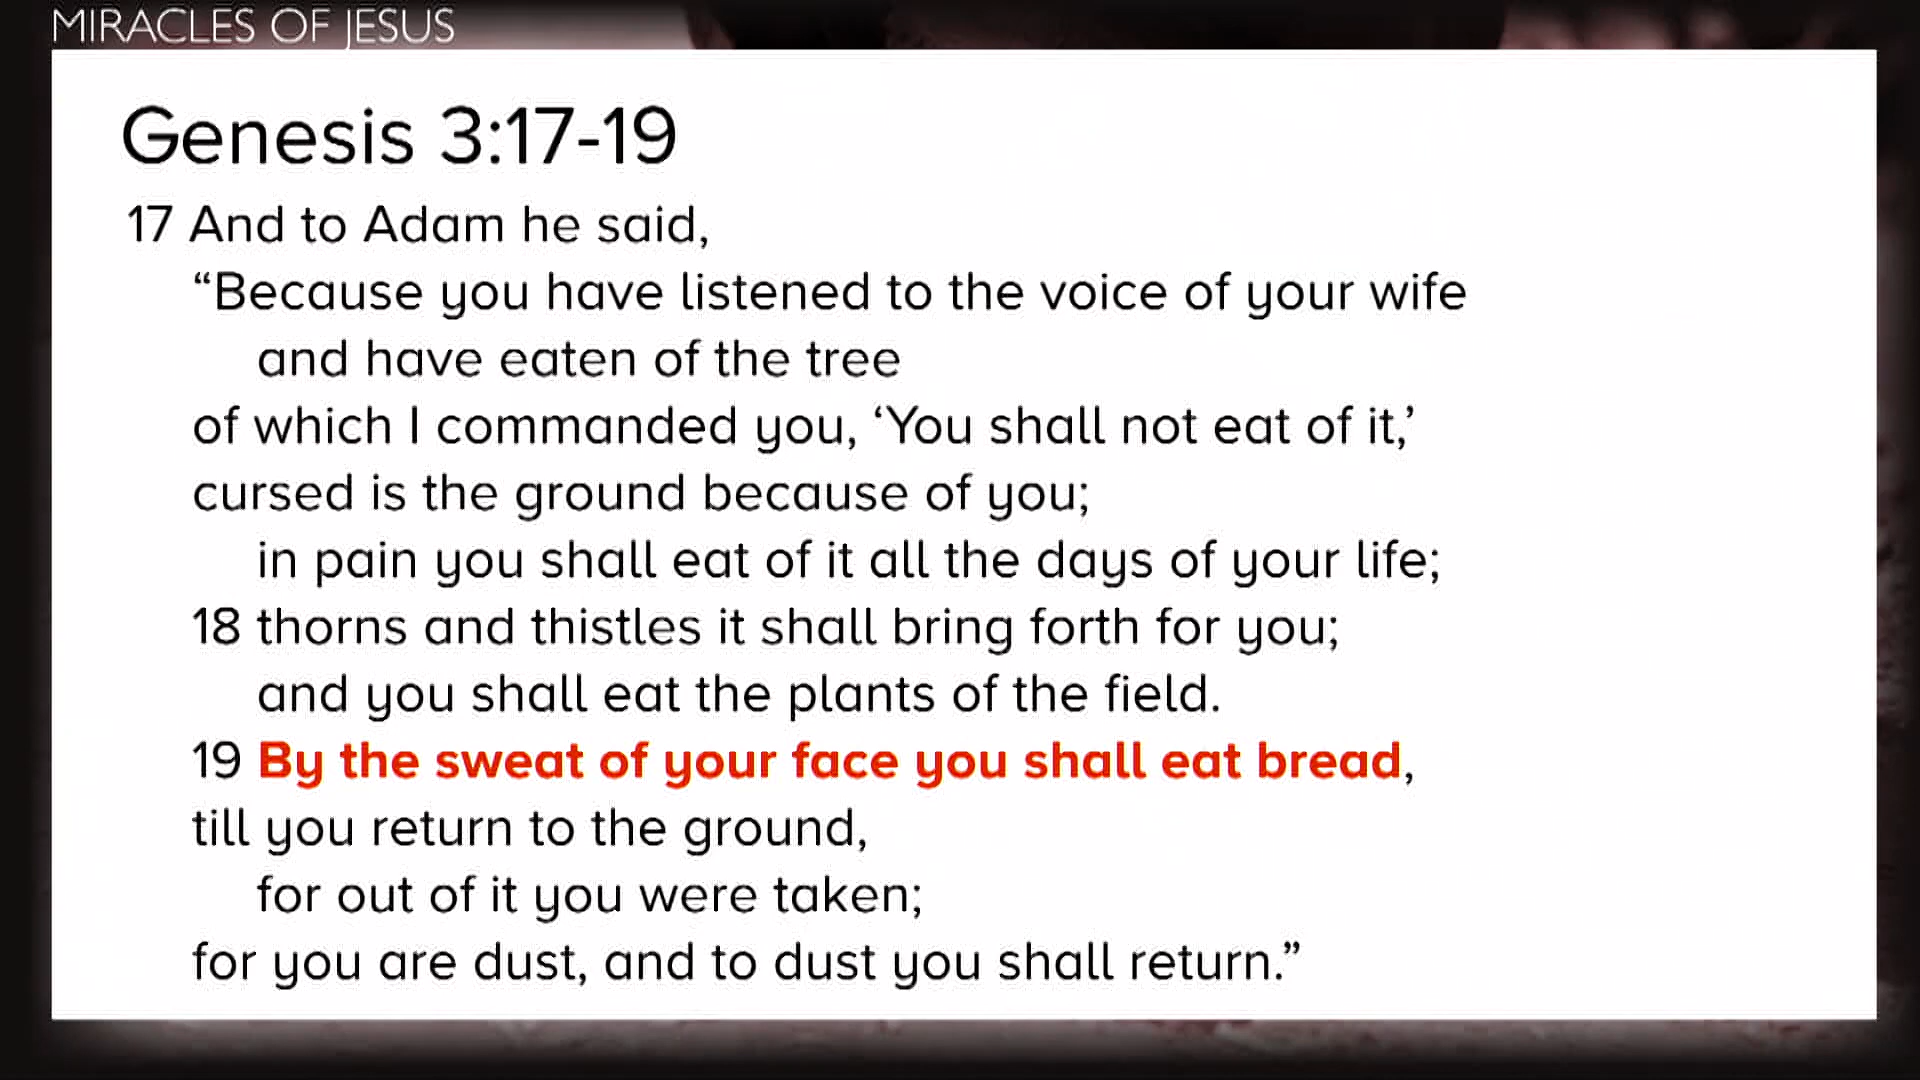 MIRACLES OF JESUS
Genesis 3:17-19
17 And to Adam he said,
“Because you have listened to the voice of your wife
and have eaten of the tree
of which I commanded you, ‘You shall not eat of it,’
cursed is the ground because of you;
in pain you shall eat of it all the days of your life;
18 thorns and thistles it shall bring forth for you;
and you shall eat the plants of the field.
19 By the sweat of your face you shall eat bread,
till you return to the ground,
for out of it you were taken;
for you are dust, and to dust you shall return.”